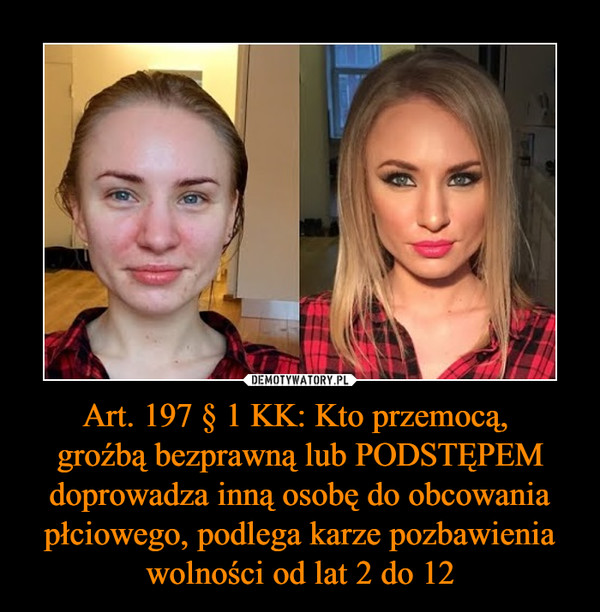 DEMOTYWATORY.PL
Art. 197 § 1 KK: Kto przemocą,
groźbą bezprawną lub PODSTĘPEM
doprowadza inną osobę do obcowania
płciowego, podlega karze pozbawienia
wolności od lat 2 do 12